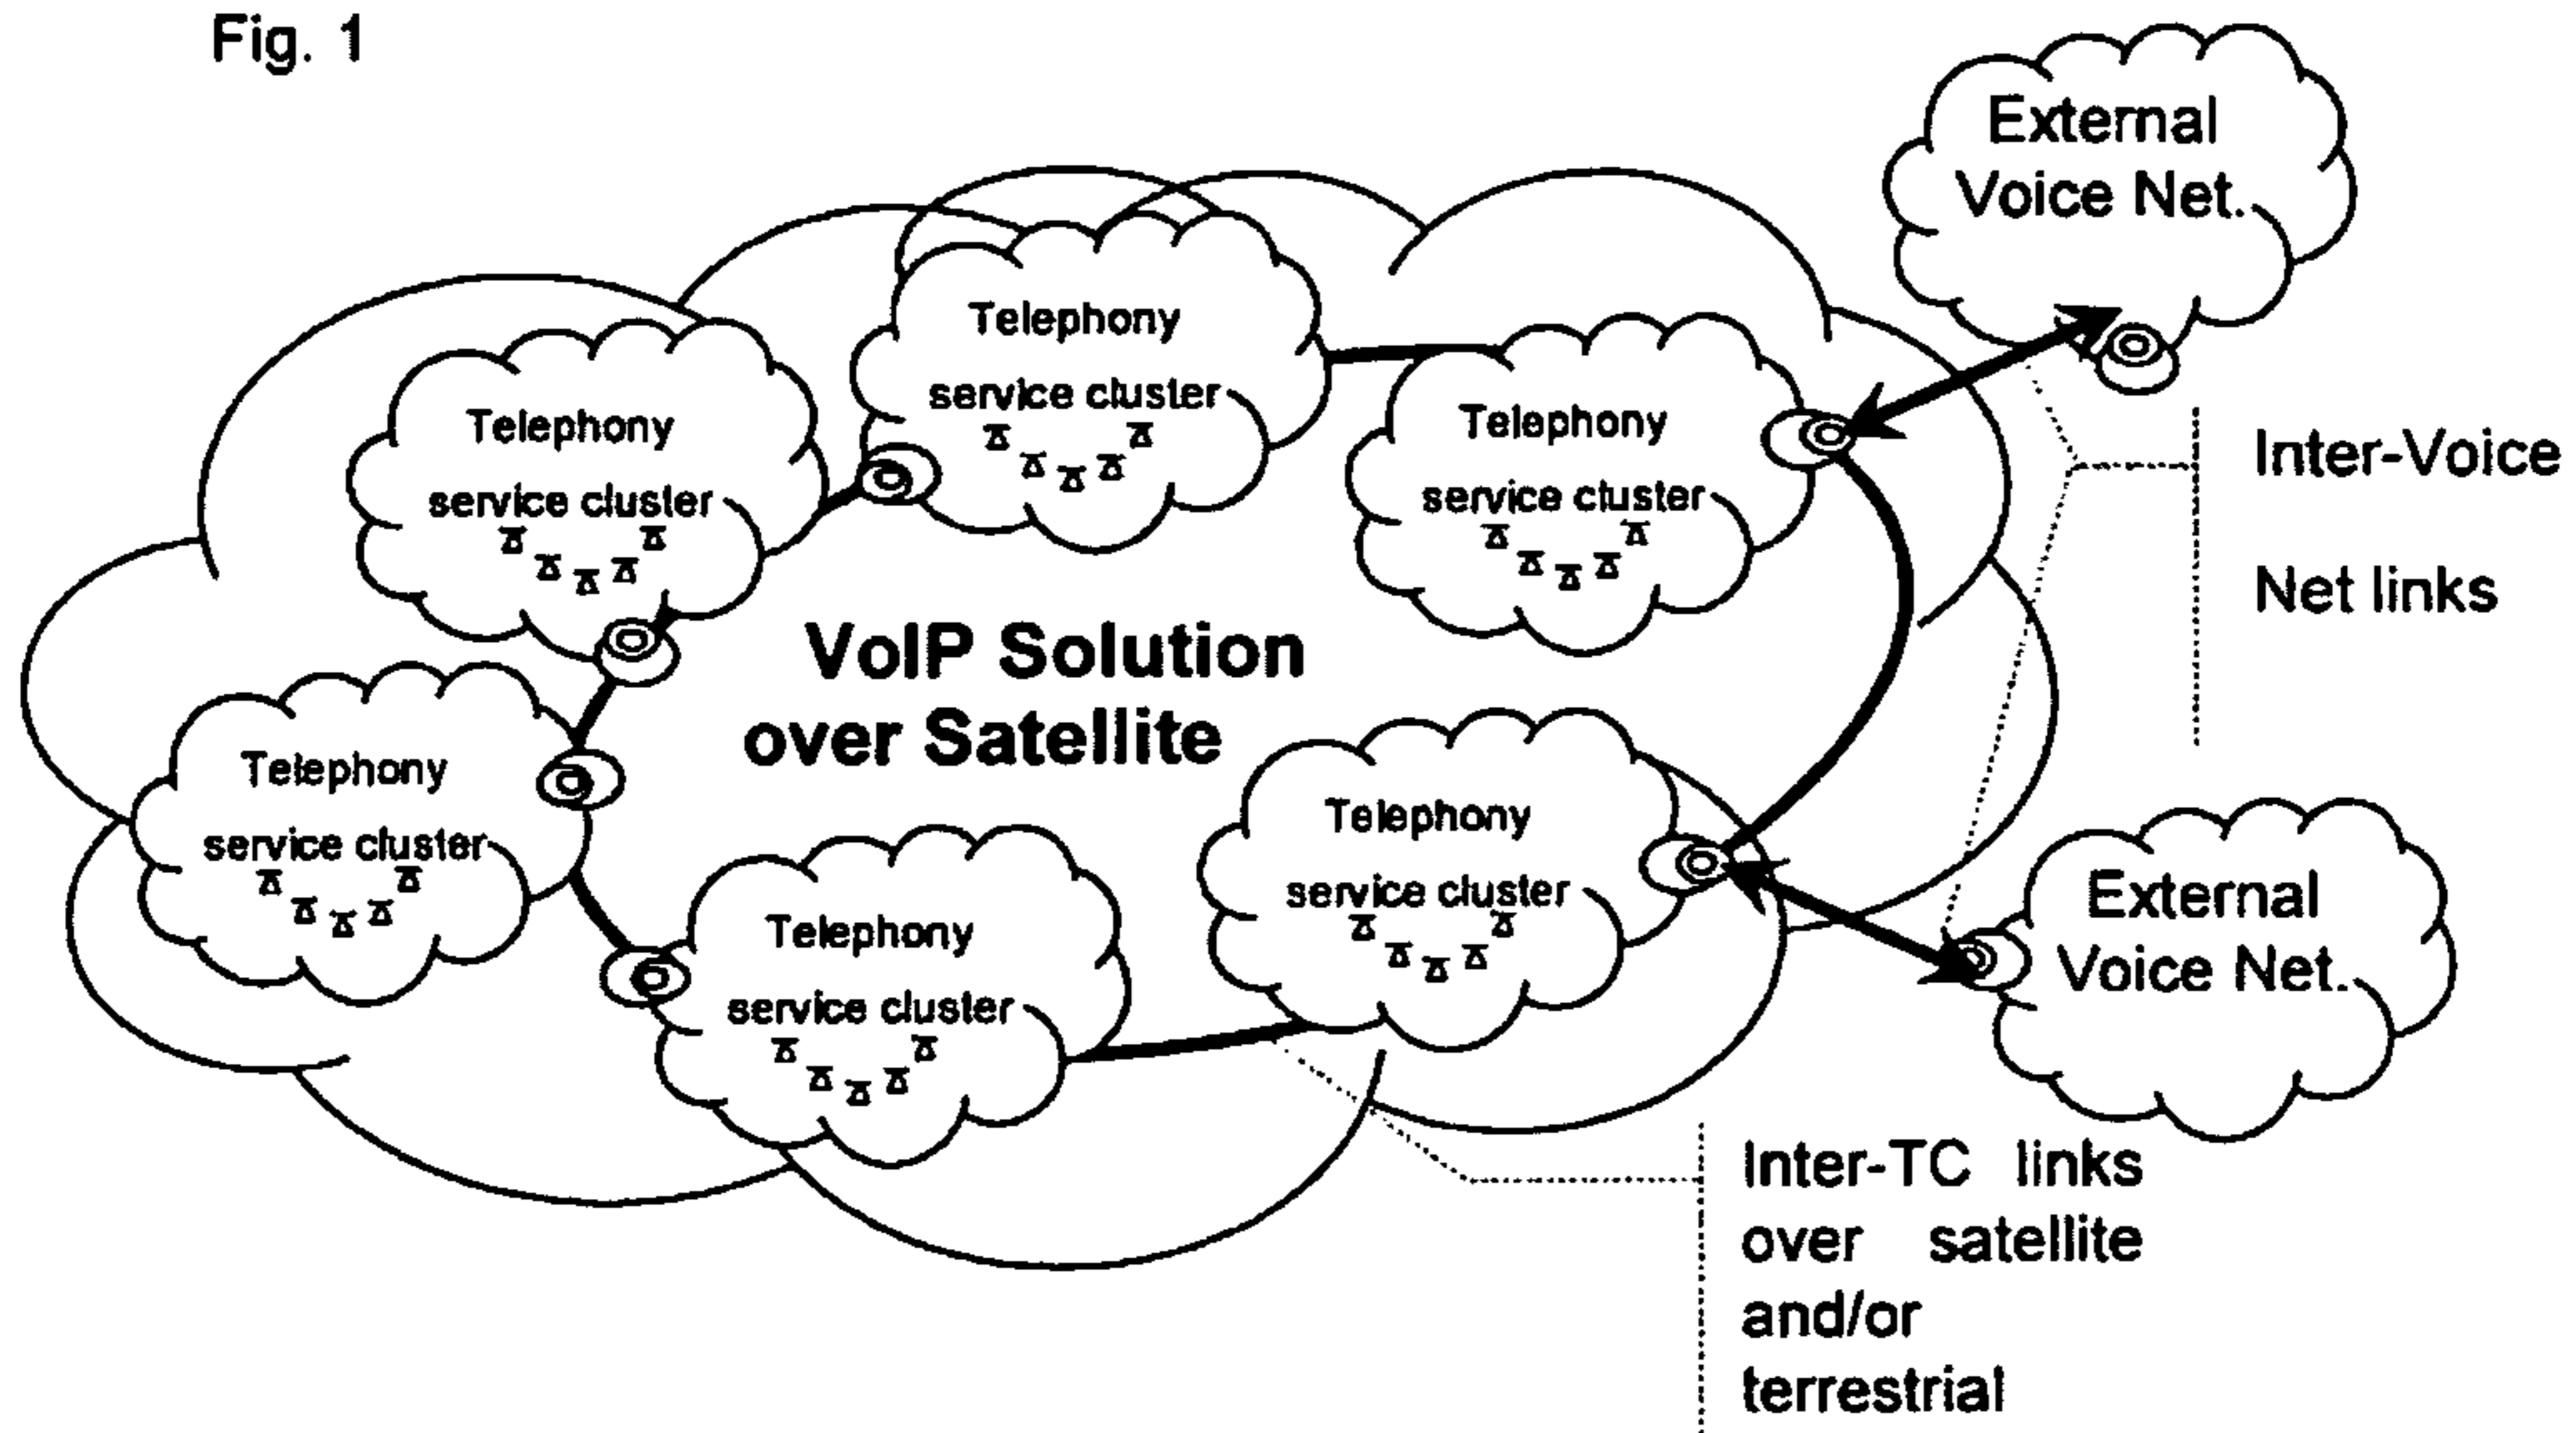 Fig. 1
External
Voice Net.
Telephony
service cluster
Telephony
service cluster
Telephony
service cluster
Inter-Voice
Net links
VoIP Solution
over Satellite
Telephony
service cluster
Telephony
service cluster
Telephony
service cluster
External
Voice Net.
Inter-TC links
over satellite
and/or
terrestrial